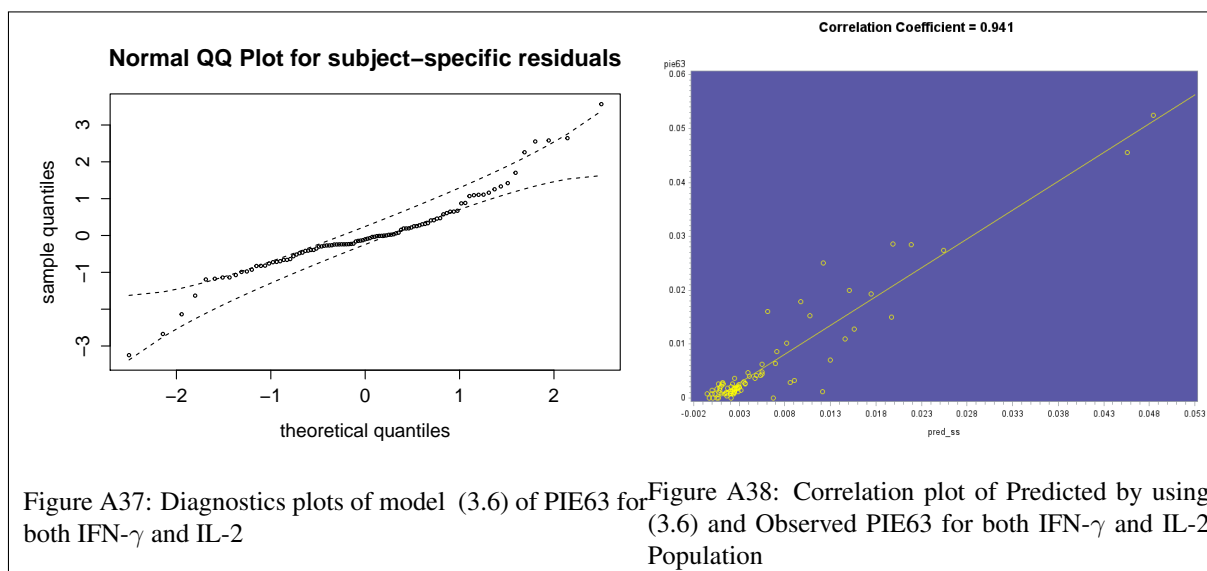 Normal QQ Plot for subject−specific residuals
3
2
1
0
−1
−3
sample quantiles
−2
−1
0
1
2
theoretical quantiles
Figure A37: Diagnostics plots of model (3.6) of PIE63 for
both IFN-γ and IL-2
Correlation Coefficient = 0.941
pie63
0.06
0.05
0.04
0.03
0.02
0.01
0
-0.002
0.003
0.008
0.013
0.018
0.023
0.028
0.033
0.038
0.043
0.048
0.053
pred_ss
Figure A38: Correlation plot of Predicted by using
(3.6) and Observed PIE63 for both IFN-γ and IL-2
Population